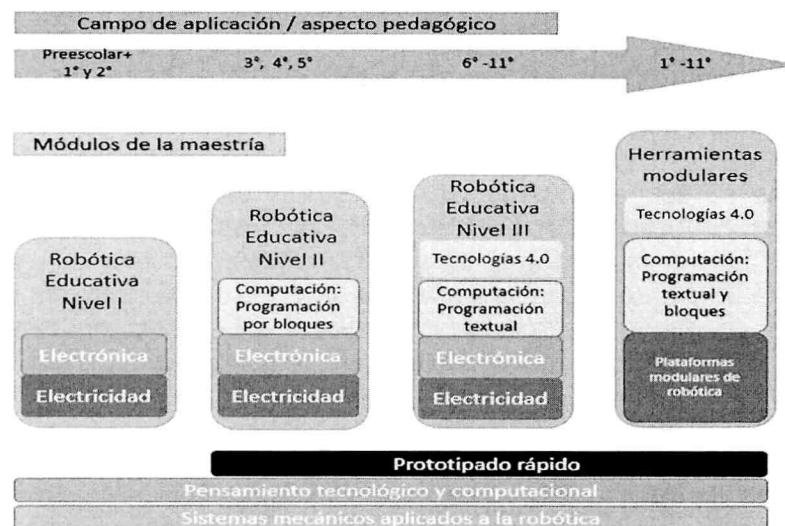 Campo de aplicación / aspecto pedagógico
Preescolar+
1° y 2°
3°, 4°, 5°
6° -11°
1° -11°
Módulos de la maestría
Robótica
Educativa
Nivel I
Electrónica
Electricidad
Robótica
Educativa
Nivel II
Computación:
Programación
por bloques
Electrónica
Electricidad
Robótica
Educativa
Nivel III
Tecnologías 4.0
Computación:
Programación
textual
Electrónica
Electricidad
Herramientas
modulares
Tecnologías 4.0
Computación:
Programación
textual y
bloques
Plataformas
modulares de
robótica
Prototipado rápido
Pensamiento tecnológico y computacional
Sistemas mecánicos aplicados a la robótica